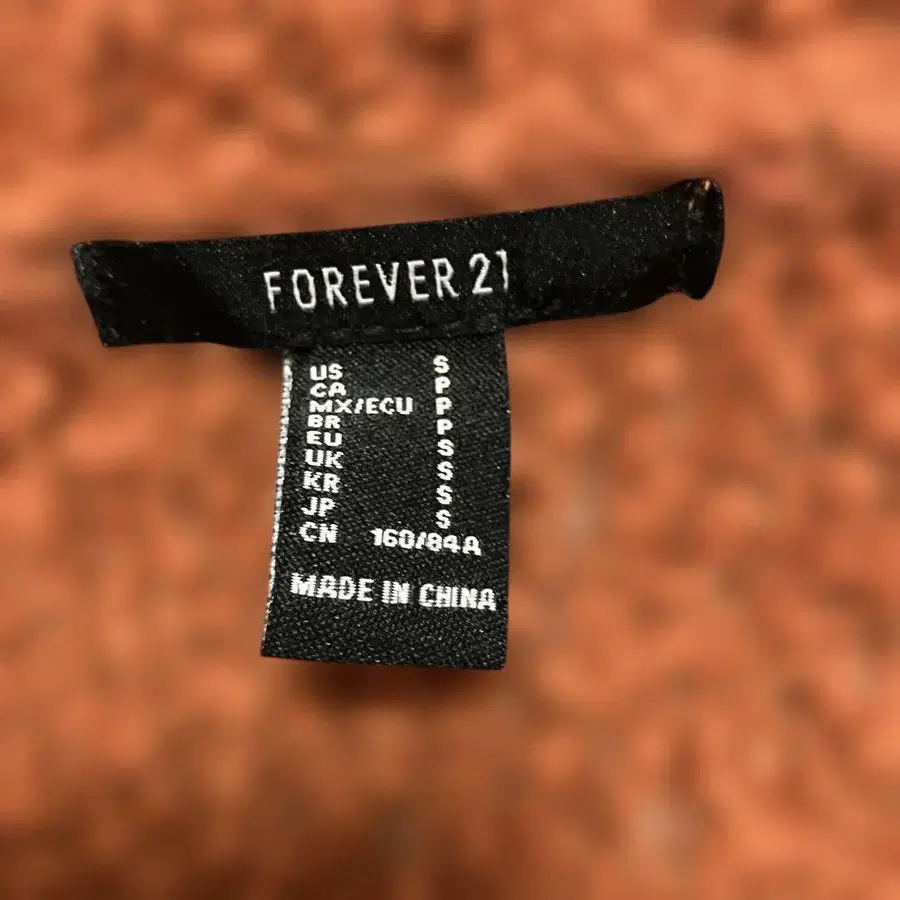 FOREVER 21
US S
CA P
MX/ECU P
BR P
EU S
UK S
KR S
JP S
CN 160/84A
MADE IN CHINA